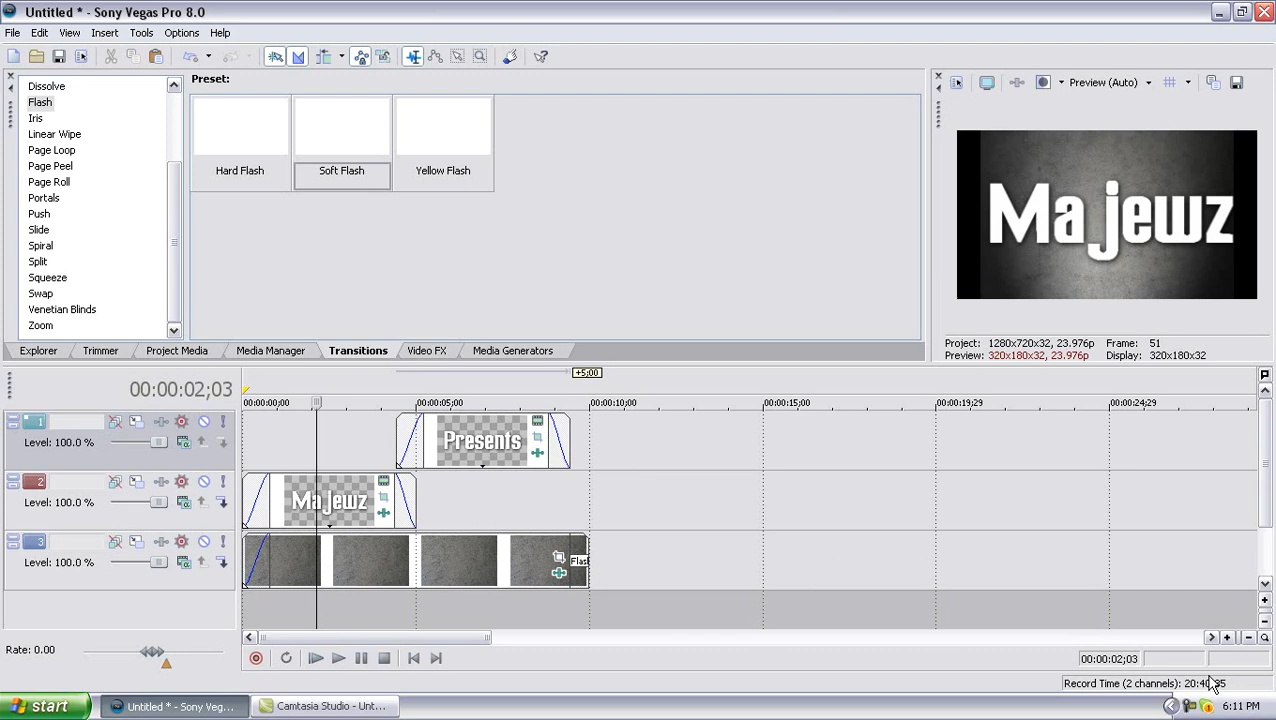 Untitled * - Sony Vegas Pro 8.0
File Edit View Insert Tools Options Help
Dissolve
Flash
Iris
Linear Wipe
Page Loop
Page Peel
Page Roll
Portals
Push
Slide
Spiral
Split
Squeeze
Swap
Venetian Blinds
Zoom
Preset:
Hard Flash Soft Flash Yellow Flash
Preview (Auto)
Majewz
Project: 1280x720x32, 23.976p Frame: 51
Preview: 320x180x32, 23.976p Display: 320x180x32
Explorer Trimmer Project Media Media Manager Transitions Video FX Media Generators
+5;00
00:00:02;03
00:00:00;00 00:00:05;00 00:00:10;00 00:00:15;00 00:00:19;29 00:00:24;29
1
Level: 100.0 %
Presents
2
Level: 100.0 %
Majewz
3
Level: 100.0 %
Flas
Rate: 0.00
00:00:02;03
Record Time (2 channels): 20:40:35
start Untitled * - Sony Vegas... Camtasia Studio - Unt... 6:11 PM